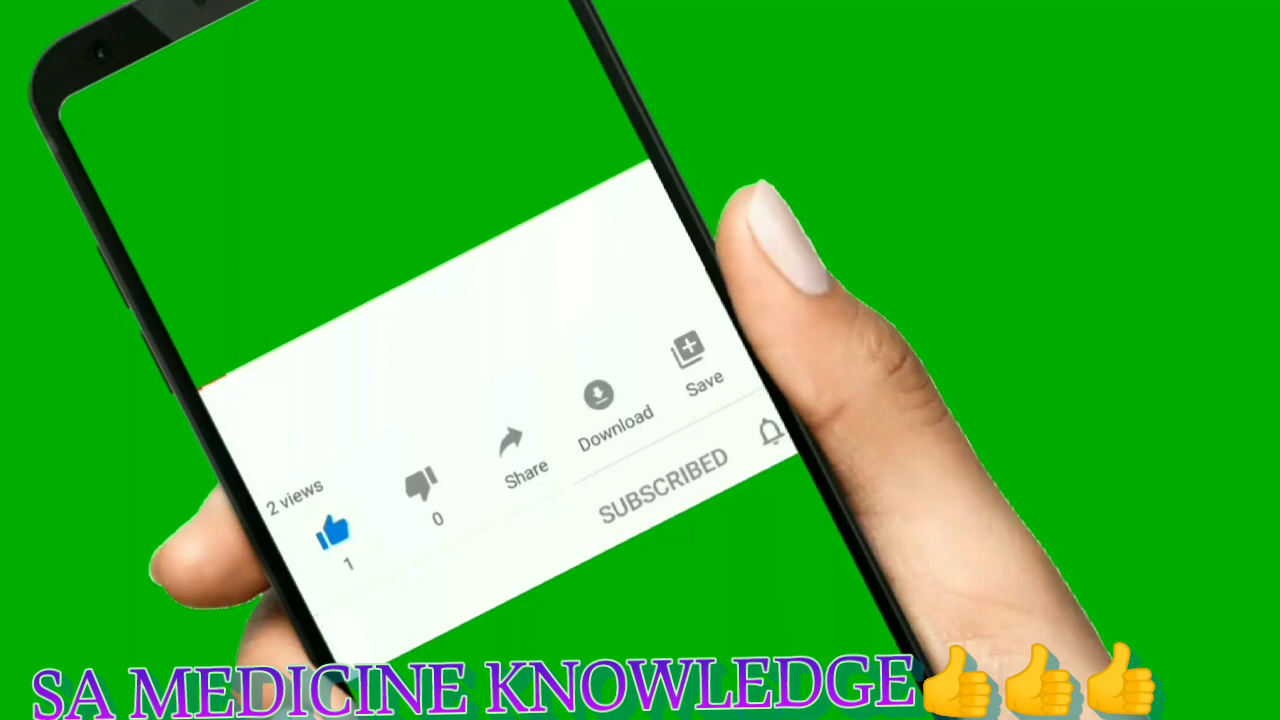 2 views
1
0
Share
Download
Save
SUBSCRIBED
SA MEDICINE KNOWLEDGE👍👍👍